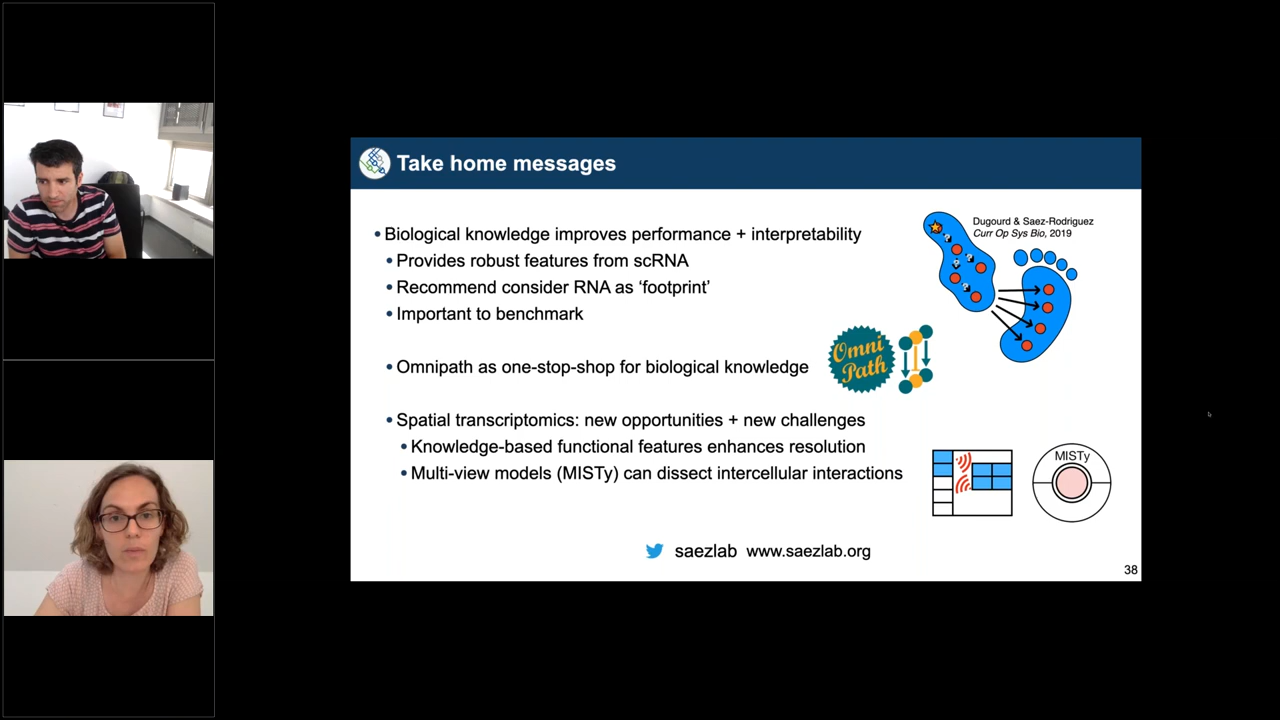 Take home messages
• Biological knowledge improves performance + interpretability
• Provides robust features from scRNA
• Recommend consider RNA as ‘footprint’
• Important to benchmark
• Omnipath as one-stop-shop for biological knowledge
• Spatial transcriptomics: new opportunities + new challenges
• Knowledge-based functional features enhances resolution
• Multi-view models (MISTy) can dissect intercellular interactions
Dugourd & Saez-Rodriguez
Curr Op Sys Bio, 2019
Omni
Path
MISTy
saezlab www.saezlab.org
38